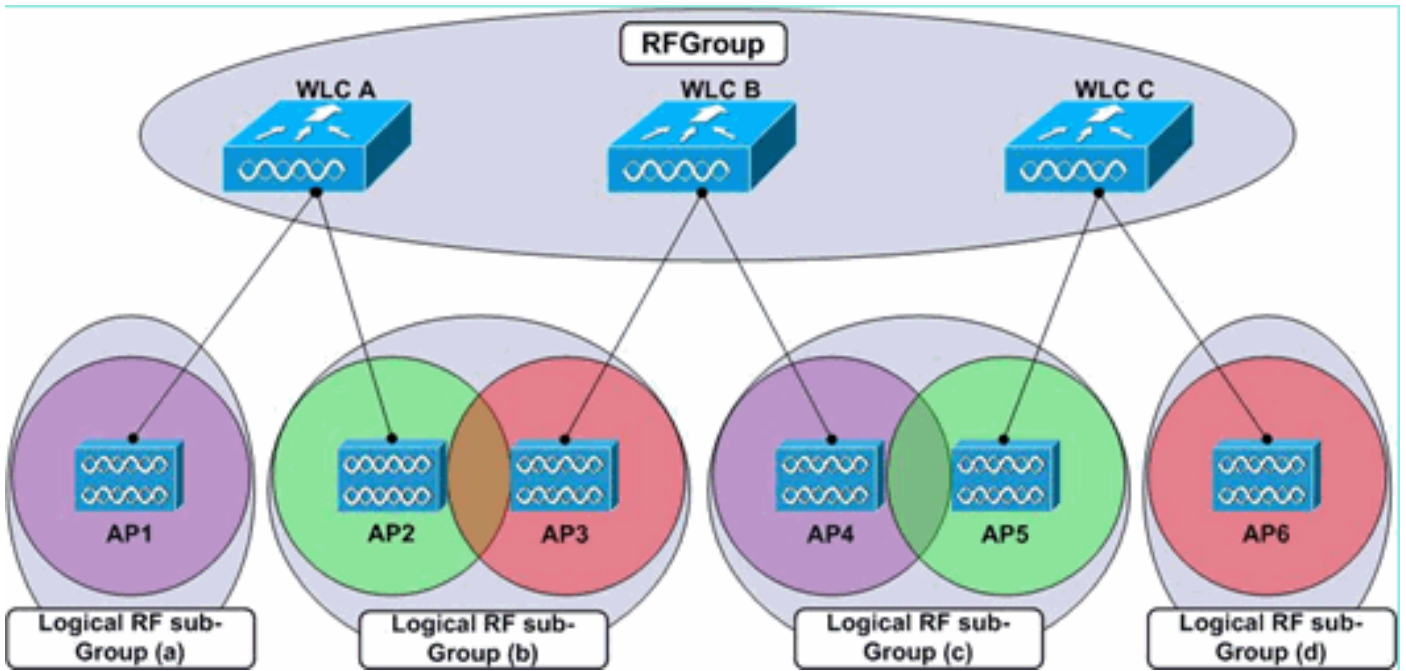 RFGroup
WLC A
WLC B
WLC C
AP1
AP2
AP3
AP4
AP5
AP6
Logical RF sub-
Group (a)
Logical RF sub-
Group (b)
Logical RF sub-
Group (c)
Logical RF sub-
Group (d)